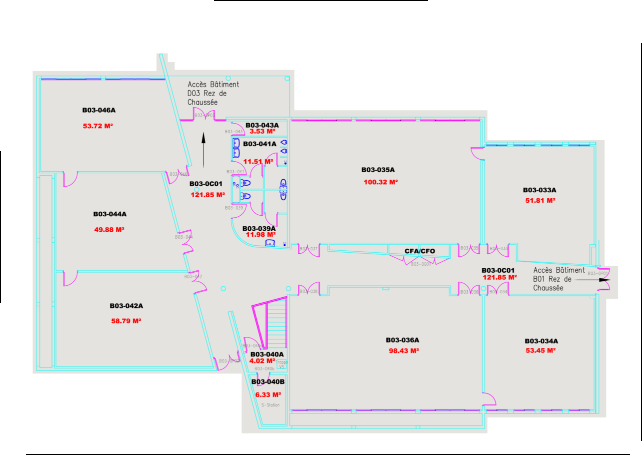 Accès Bâtiment
D03 Rez de
Chaussée
B03-046A
53.72 M²
B03-043A
3.53 M²
B03-041A
11.51 M²
B03-035A
100.32 M²
B03-0C01
121.85 M²
B03-033A
51.81 M²
B03-044A
49.88 M²
B03-039A
11.98 M²
CFA/CFO
B03-0C01
121.85 M²
Accès Bâtiment
B01 Rez de
Chaussée
B03-042A
58.79 M²
B03-036A
98.43 M²
B03-034A
53.45 M²
B03-040A
4.02 M²
B03-040B
6.33 M²